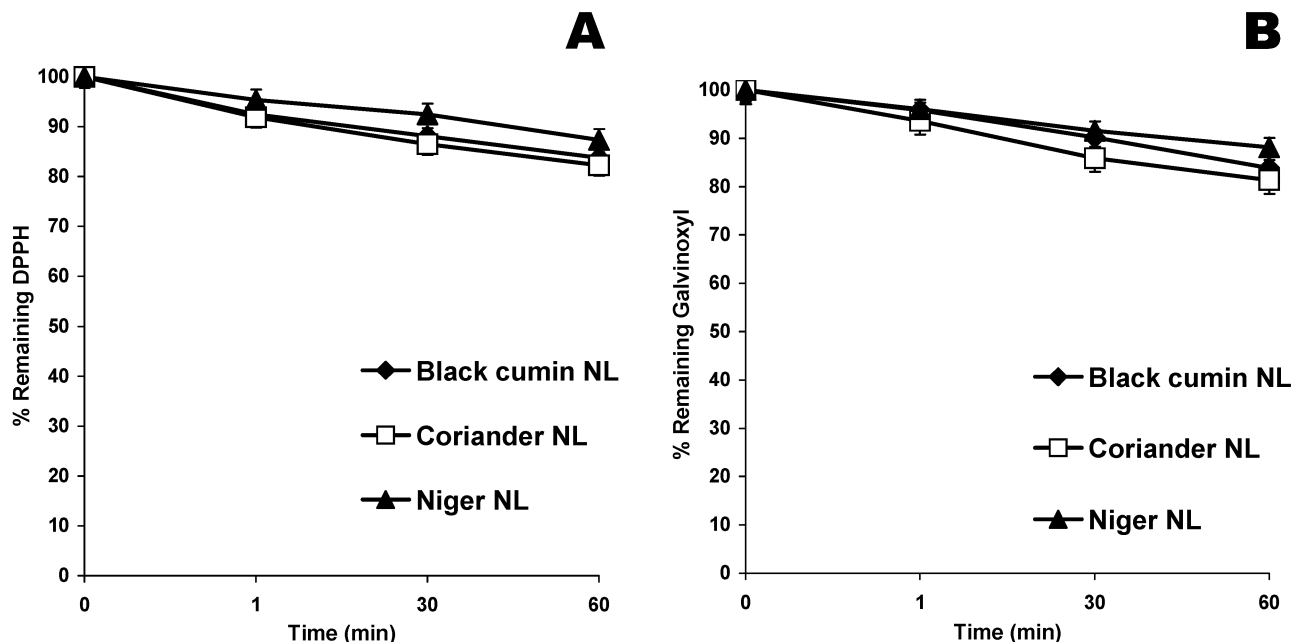 A
100
90
80
70
60
50
40
30
20
10
0
% Remaining DPPH
Black cumin NL
Coriander NL
Niger NL
0 1 30 60
Time (min)
B
100
90
80
70
60
50
40
30
20
10
0
% Remaining Galvinoxyl
Black cumin NL
Coriander NL
Niger NL
0 1 30 60
Time (min)